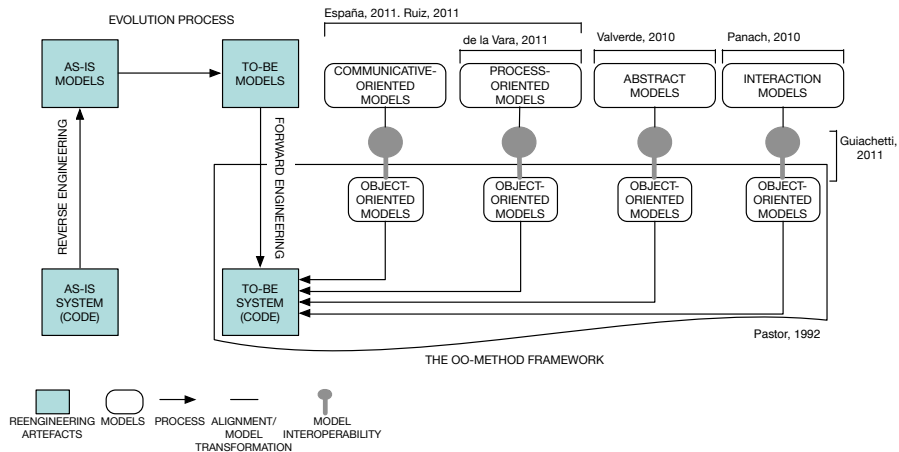 EVOLUTION PROCESS
AS-IS
MODELS
TO-BE
MODELS
REVERSE ENGINEERING
FORWARD ENGINEERING
AS-IS
SYSTEM
(CODE)
TO-BE
SYSTEM
(CODE)
España, 2011. Ruiz, 2011
de la Vara, 2011
Valverde, 2010
Panach, 2010
COMMUNICATIVE-
ORIENTED MODELS
PROCESS-
ORIENTED MODELS
ABSTRACT
MODELS
INTERACTION
MODELS
Guiachetti,
2011
OBJECT-
ORIENTED
MODELS
OBJECT-
ORIENTED
MODELS
OBJECT-
ORIENTED
MODELS
OBJECT-
ORIENTED
MODELS
Pastor, 1992
THE OO-METHOD FRAMEWORK
REENGINEERING
ARTEFACTS
MODELS
PROCESS
ALIGNMENT/
MODEL
TRANSFORMATION
MODEL
INTEROPERABILITY